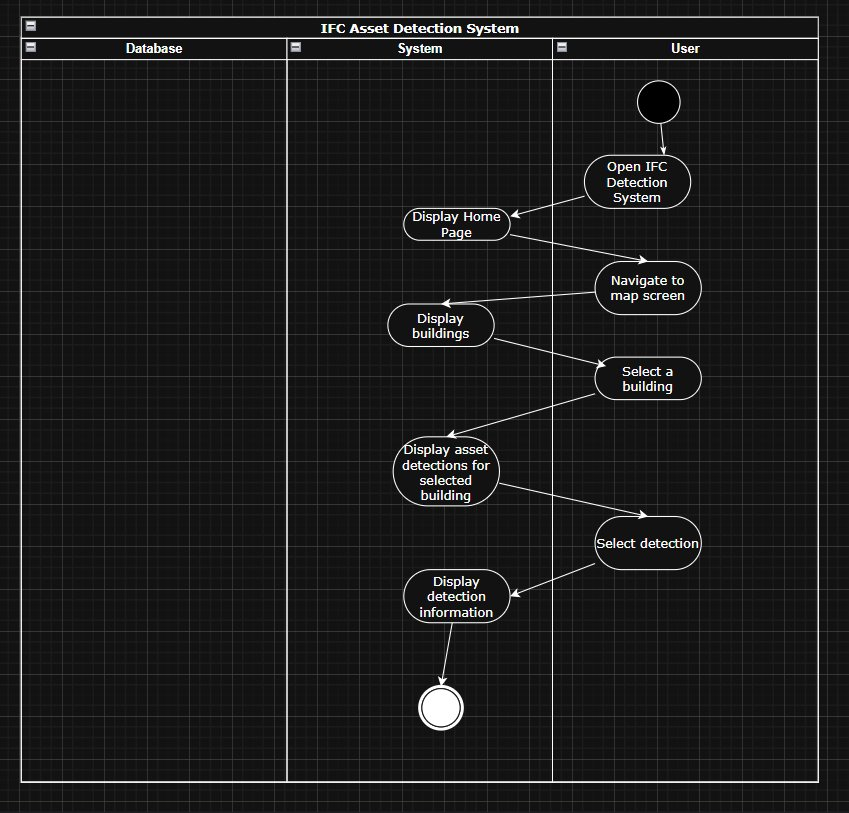 IFC Asset Detection System
Database
System
User
Open IFC
Detection
System
Display Home
Page
Navigate to
map screen
Display
buildings
Select a
building
Display asset
detections for
selected
building
Select detection
Display
detection
information